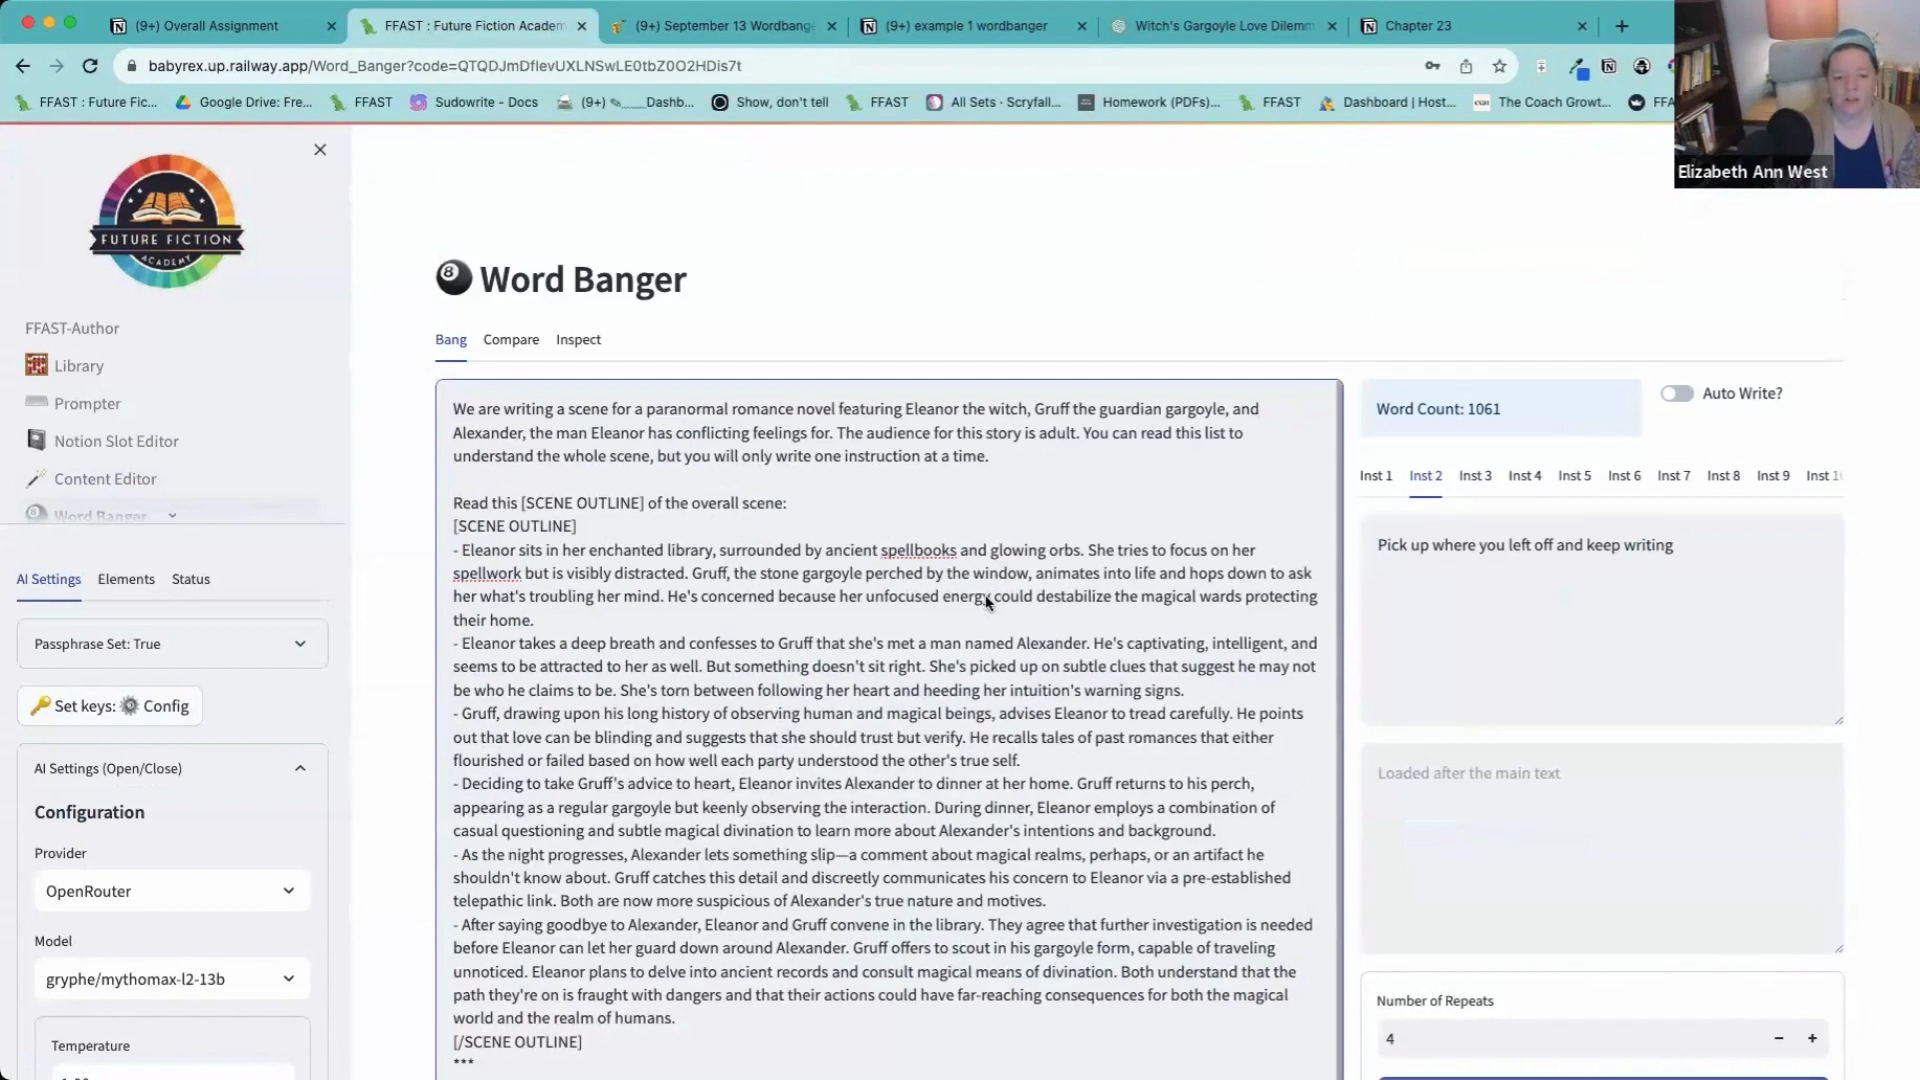 (9+) Overall Assignment
FFAST : Future Fiction Academ
(9+) September 13 Wordbange
(9+) example 1 wordbanger
Witch's Gargoyle Love Dilemm
Chapter 23
babyrex.up.railway.app/Word_Banger?code=QTQDJmDflevUXLNSwLE0tbZ0O2HDis7t
FFAST : Future Fic...
Google Drive: Fre...
FFAST
Sudowrite - Docs
(9+) ✎____Dashb...
Show, don't tell
FFAST
All Sets · Scryfall...
Homework (PDFs)...
FFAST
Dashboard | Host...
The Coach Growt...
FFA
Elizabeth Ann West
FUTURE FICTION
ACADEMY
FFAST-Author
Library
Prompter
Notion Slot Editor
Content Editor
Word Banger
AI Settings
Elements
Status
Passphrase Set: True
Set keys: Config
AI Settings (Open/Close)
Configuration
Provider
OpenRouter
Model
gryphe/mythomax-l2-13b
Temperature
8 Word Banger
Bang
Compare
Inspect
We are writing a scene for a paranormal romance novel featuring Eleanor the witch, Gruff the guardian gargoyle, and
Alexander, the man Eleanor has conflicting feelings for. The audience for this story is adult. You can read this list to
understand the whole scene, but you will only write one instruction at a time.
Read this [SCENE OUTLINE] of the overall scene:
[SCENE OUTLINE]
- Eleanor sits in her enchanted library, surrounded by ancient spellbooks and glowing orbs. She tries to focus on her
spellwork but is visibly distracted. Gruff, the stone gargoyle perched by the window, animates into life and hops down to ask
her what's troubling her mind. He's concerned because her unfocused energy could destabilize the magical wards protecting
their home.
- Eleanor takes a deep breath and confesses to Gruff that she's met a man named Alexander. He's captivating, intelligent, and
seems to be attracted to her as well. But something doesn't sit right. She's picked up on subtle clues that suggest he may not
be who he claims to be. She's torn between following her heart and heeding her intuition's warning signs.
- Gruff, drawing upon his long history of observing human and magical beings, advises Eleanor to tread carefully. He points
out that love can be blinding and suggests that she should trust but verify. He recalls tales of past romances that either
flourished or failed based on how well each party understood the other's true self.
- Deciding to take Gruff's advice to heart, Eleanor invites Alexander to dinner at her home. Gruff returns to his perch,
appearing as a regular gargoyle but keenly observing the interaction. During dinner, Eleanor employs a combination of
casual questioning and subtle magical divination to learn more about Alexander's intentions and background.
- As the night progresses, Alexander lets something slip—a comment about magical realms, perhaps, or an artifact he
shouldn't know about. Gruff catches this detail and discreetly communicates his concern to Eleanor via a pre-established
telepathic link. Both are now more suspicious of Alexander's true nature and motives.
- After saying goodbye to Alexander, Eleanor and Gruff convene in the library. They agree that further investigation is needed
before Eleanor can let her guard down around Alexander. Gruff offers to scout in his gargoyle form, capable of traveling
unnoticed. Eleanor plans to delve into ancient records and consult magical means of divination. Both understand that the
path they're on is fraught with dangers and that their actions could have far-reaching consequences for both the magical
world and the realm of humans.
[/SCENE OUTLINE]
***
Word Count: 1061
Auto Write?
Inst 1
Inst 2
Inst 3
Inst 4
Inst 5
Inst 6
Inst 7
Inst 8
Inst 9
Inst 1
Pick up where you left off and keep writing
Loaded after the main text
Number of Repeats
4